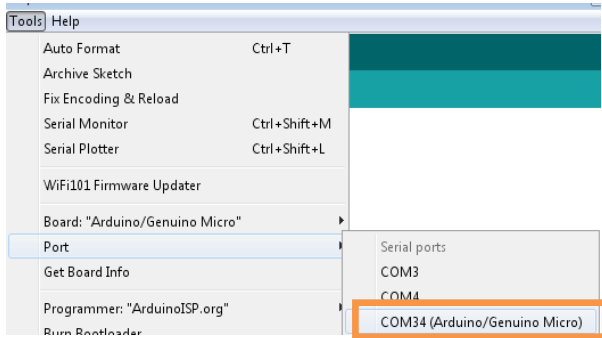 Tools Help
Auto Format Ctrl+T
Archive Sketch
Fix Encoding & Reload
Serial Monitor Ctrl+Shift+M
Serial Plotter Ctrl+Shift+L
WiFi101 Firmware Updater
Board: "Arduino/Genuino Micro"
Port
Get Board Info
Programmer: "ArduinoISP.org"
Burn Bootloader
Serial ports
COM3
COM4
COM34 (Arduino/Genuino Micro)